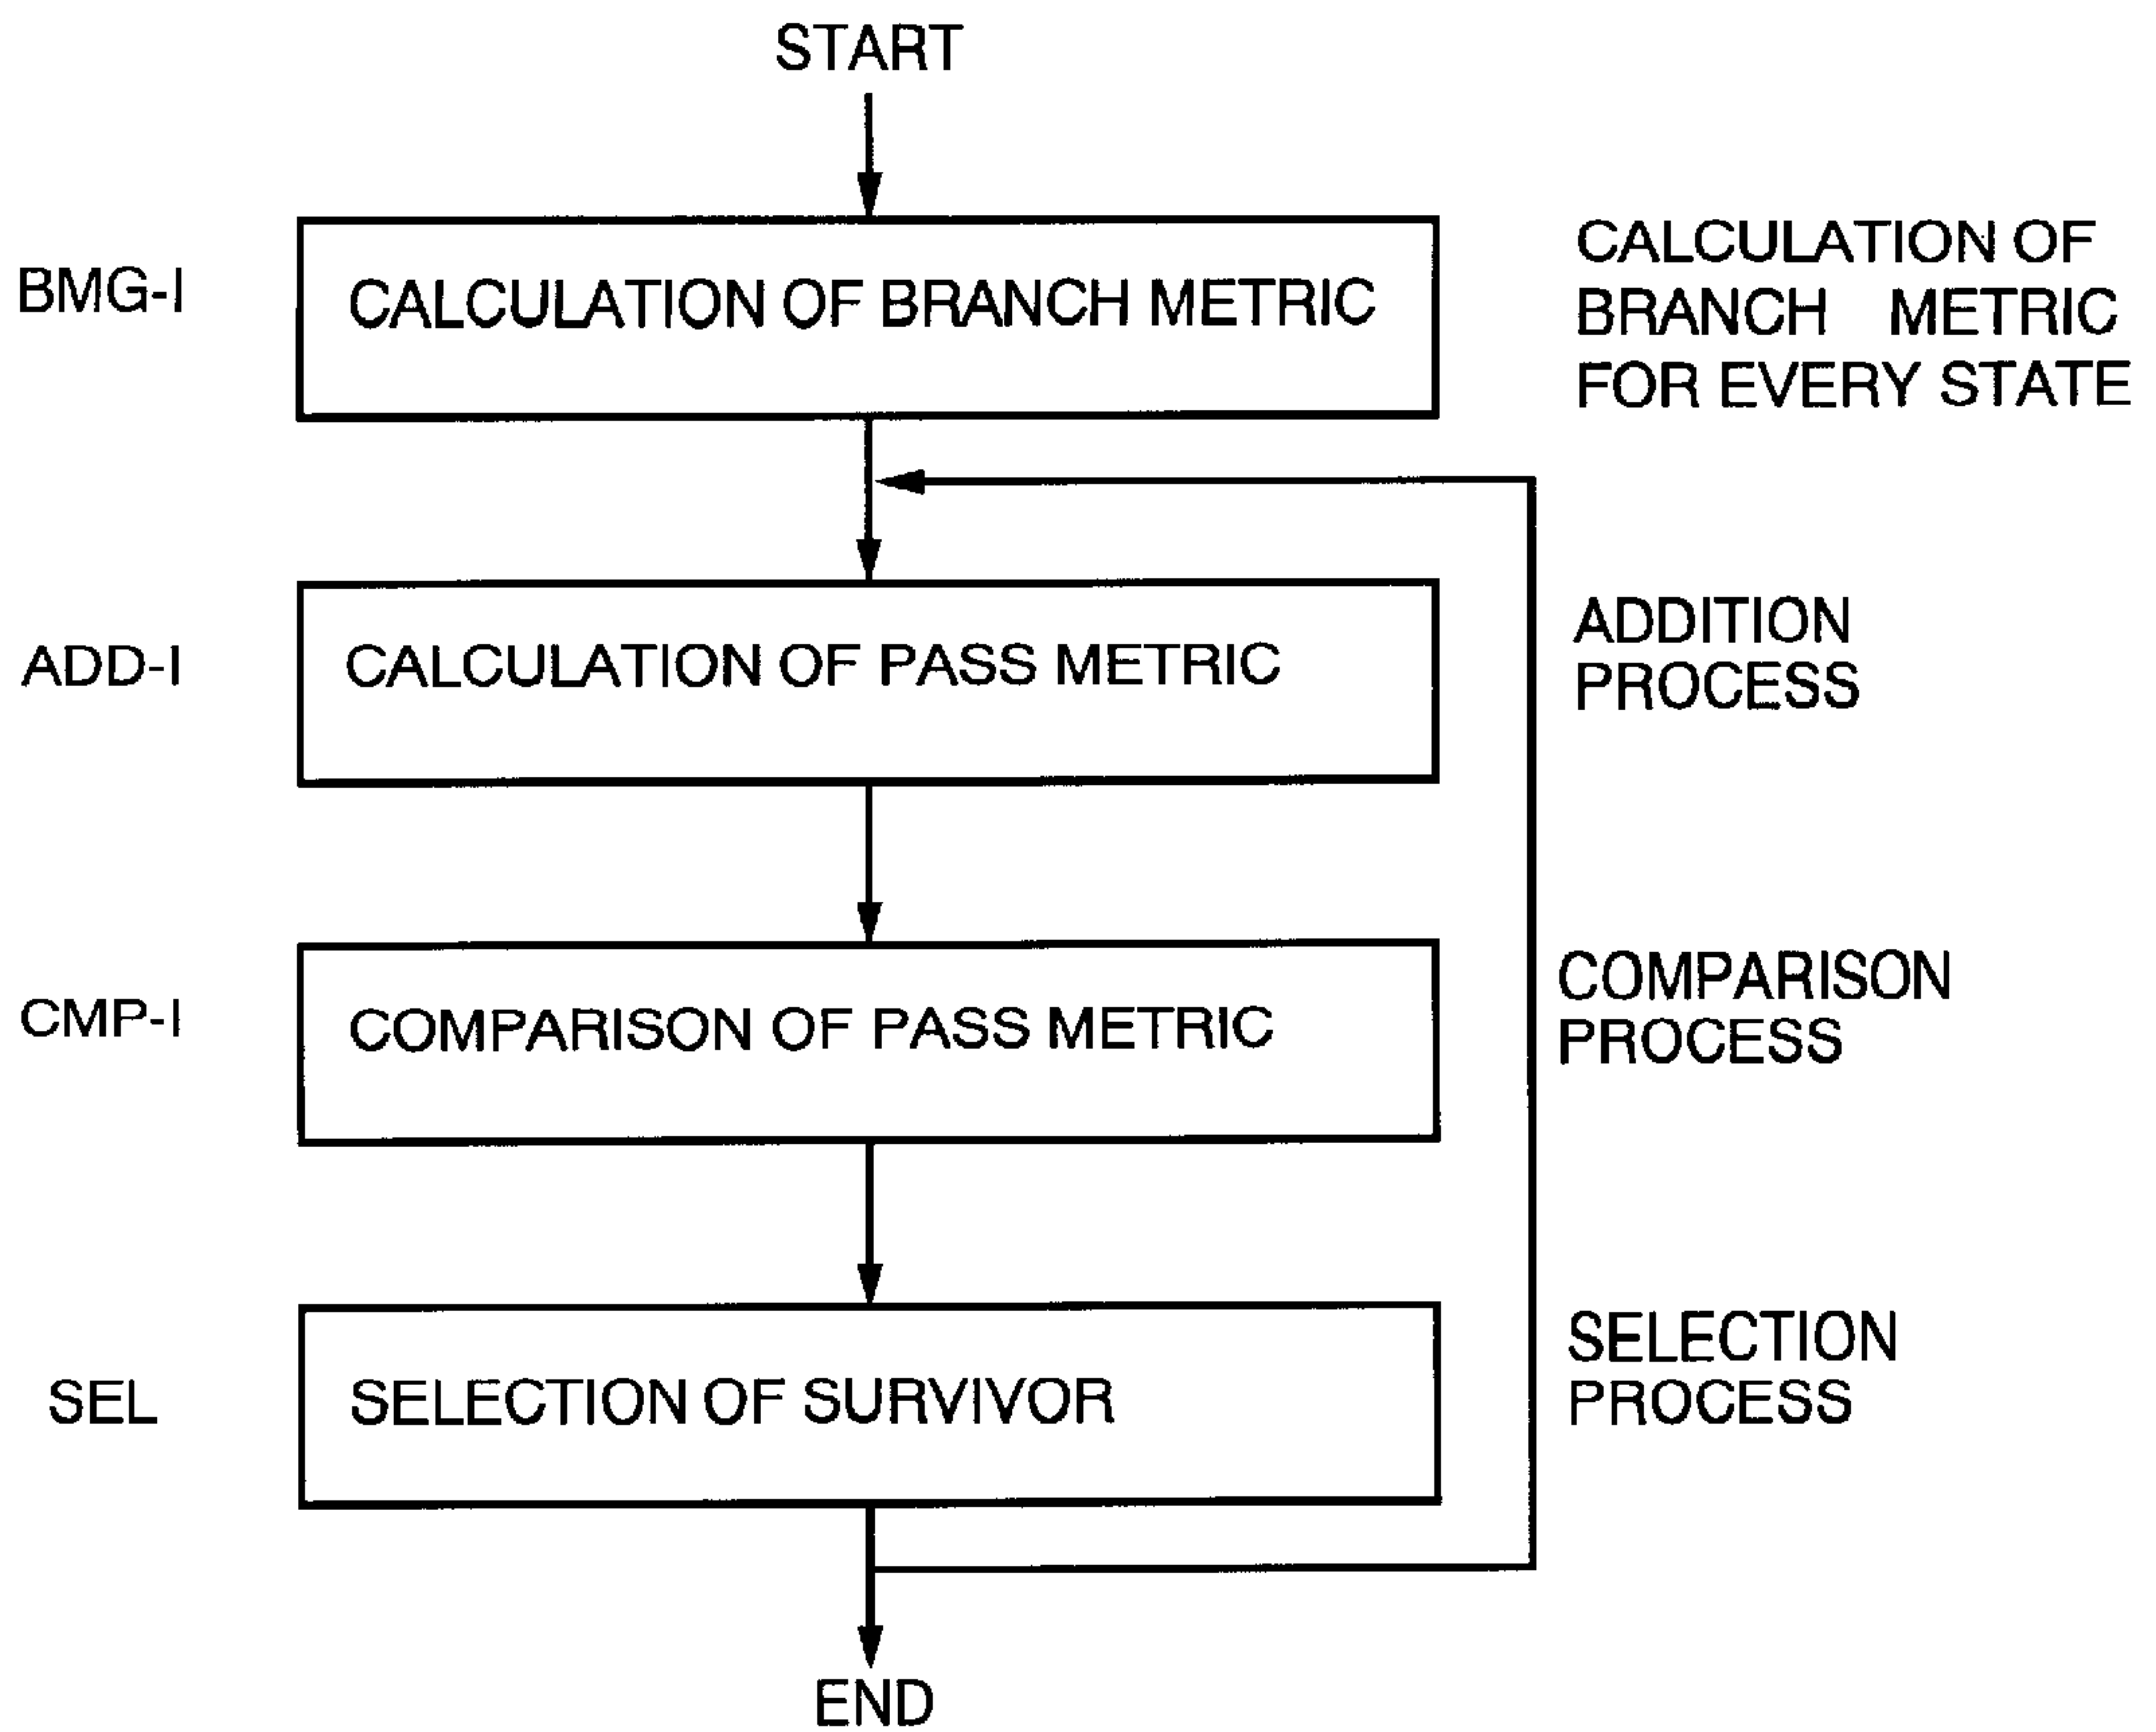 START
BMG-I
CALCULATION OF BRANCH METRIC
CALCULATION OF
BRANCH METRIC
FOR EVERY STATE
ADD-I
CALCULATION OF PASS METRIC
ADDITION
PROCESS
CMP-I
COMPARISON OF PASS METRIC
COMPARISON
PROCESS
SEL
SELECTION OF SURVIVOR
SELECTION
PROCESS
END